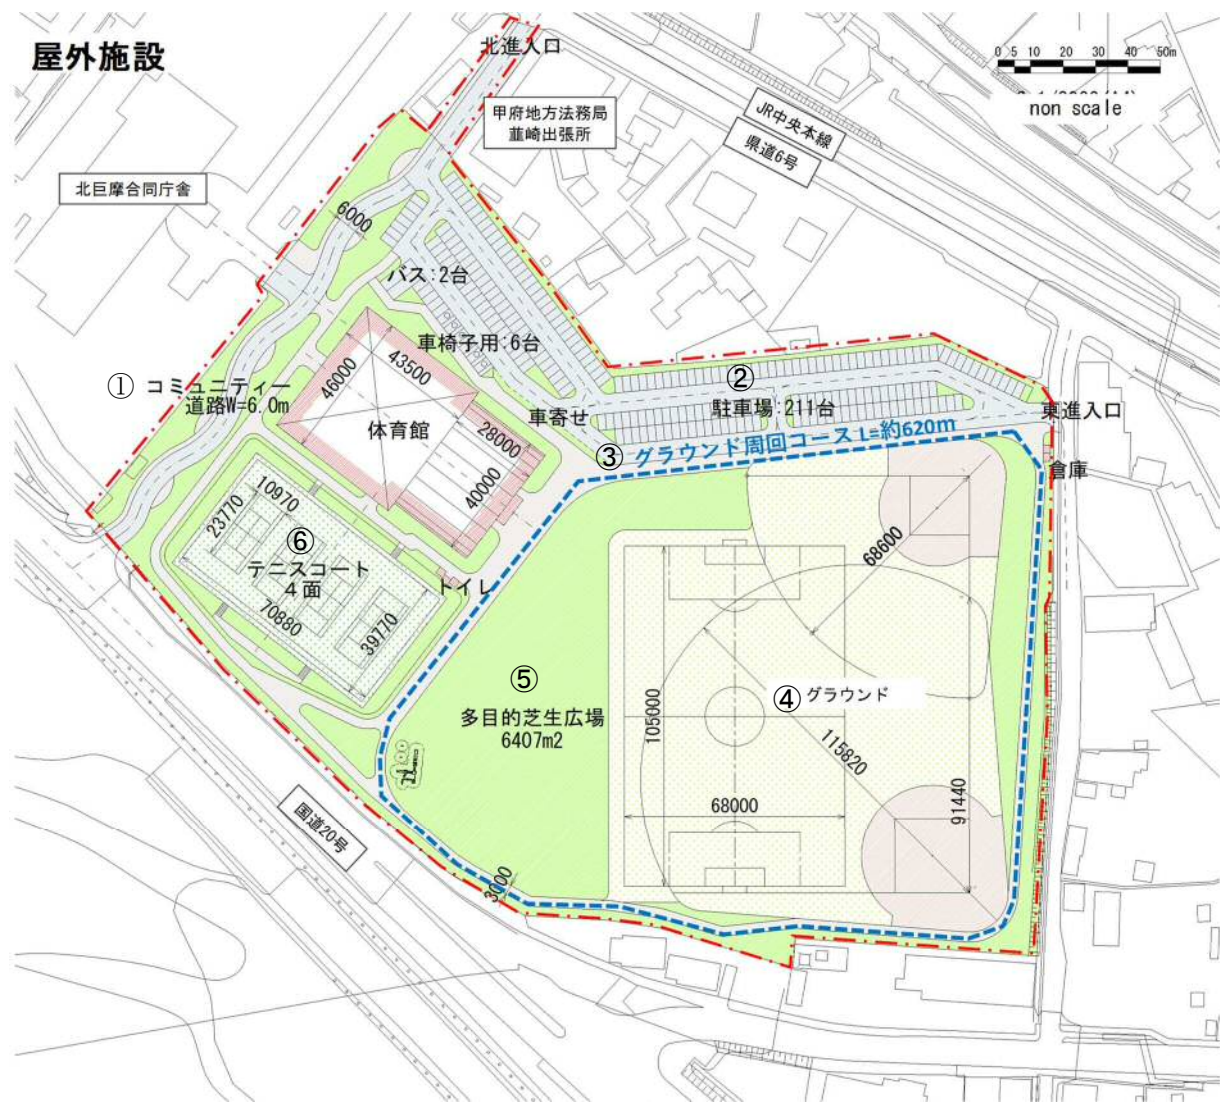 屋外施設
北進入口
0 5 10 20 30 40 50m
non scale
甲府地方法務局
韮崎出張所
JR中央本線
県道6号
北巨摩合同庁舎
6000
バス:2台
車椅子用:6台
① コミュニティー
道路W=6.0m
46000
43500
体育館
28000
40000
車寄せ
②
駐車場:211台
東進入口
③ グラウンド周回コース L=約620m
倉庫
10970
23770
⑥
テニスコート
4面
70880
39770
トイレ
68600
⑤
多目的芝生広場
6407m2
④ グラウンド
105000
115820
68000
91440
国道20号
3000